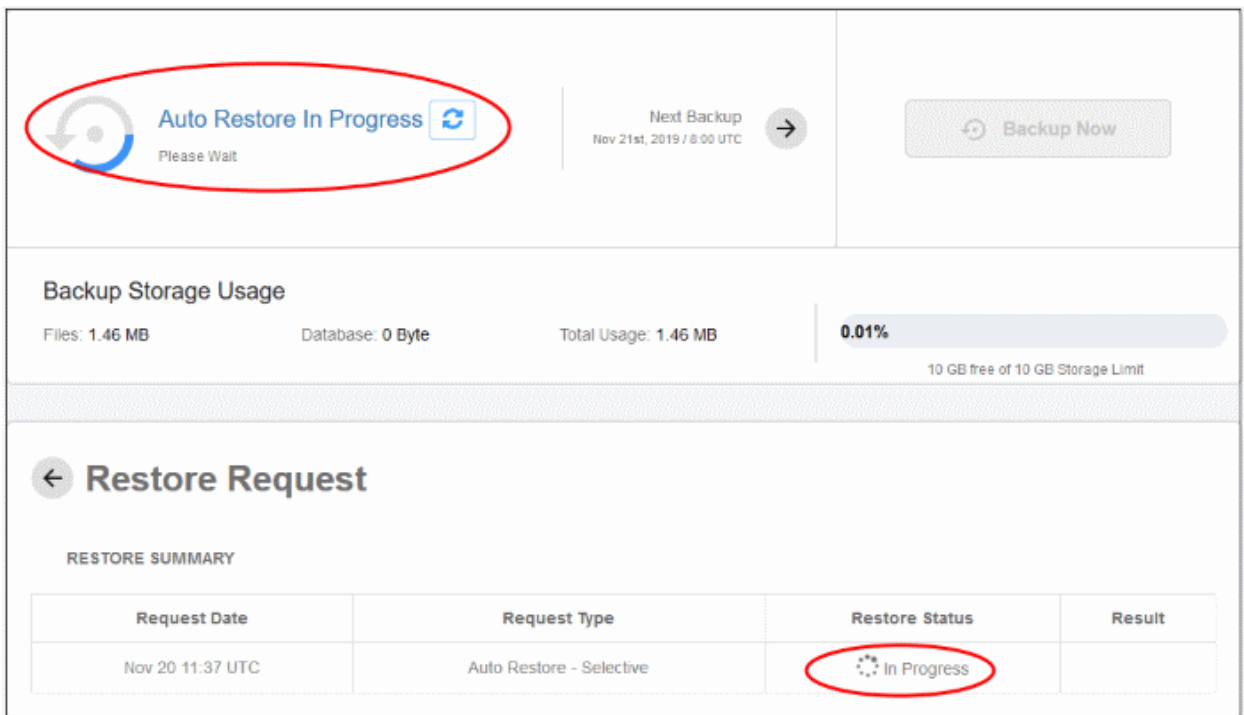 Auto Restore In Progress
Please Wait
Next Backup
Nov 21st, 2019 / 8:00 UTC
Backup Now
Backup Storage Usage
Files: 1.46 MB Database: 0 Byte Total Usage: 1.46 MB
0.01%
10 GB free of 10 GB Storage Limit
Restore Request
RESTORE SUMMARY
Request Date Request Type Restore Status Result
Nov 20 11:37 UTC Auto Restore - Selective In Progress